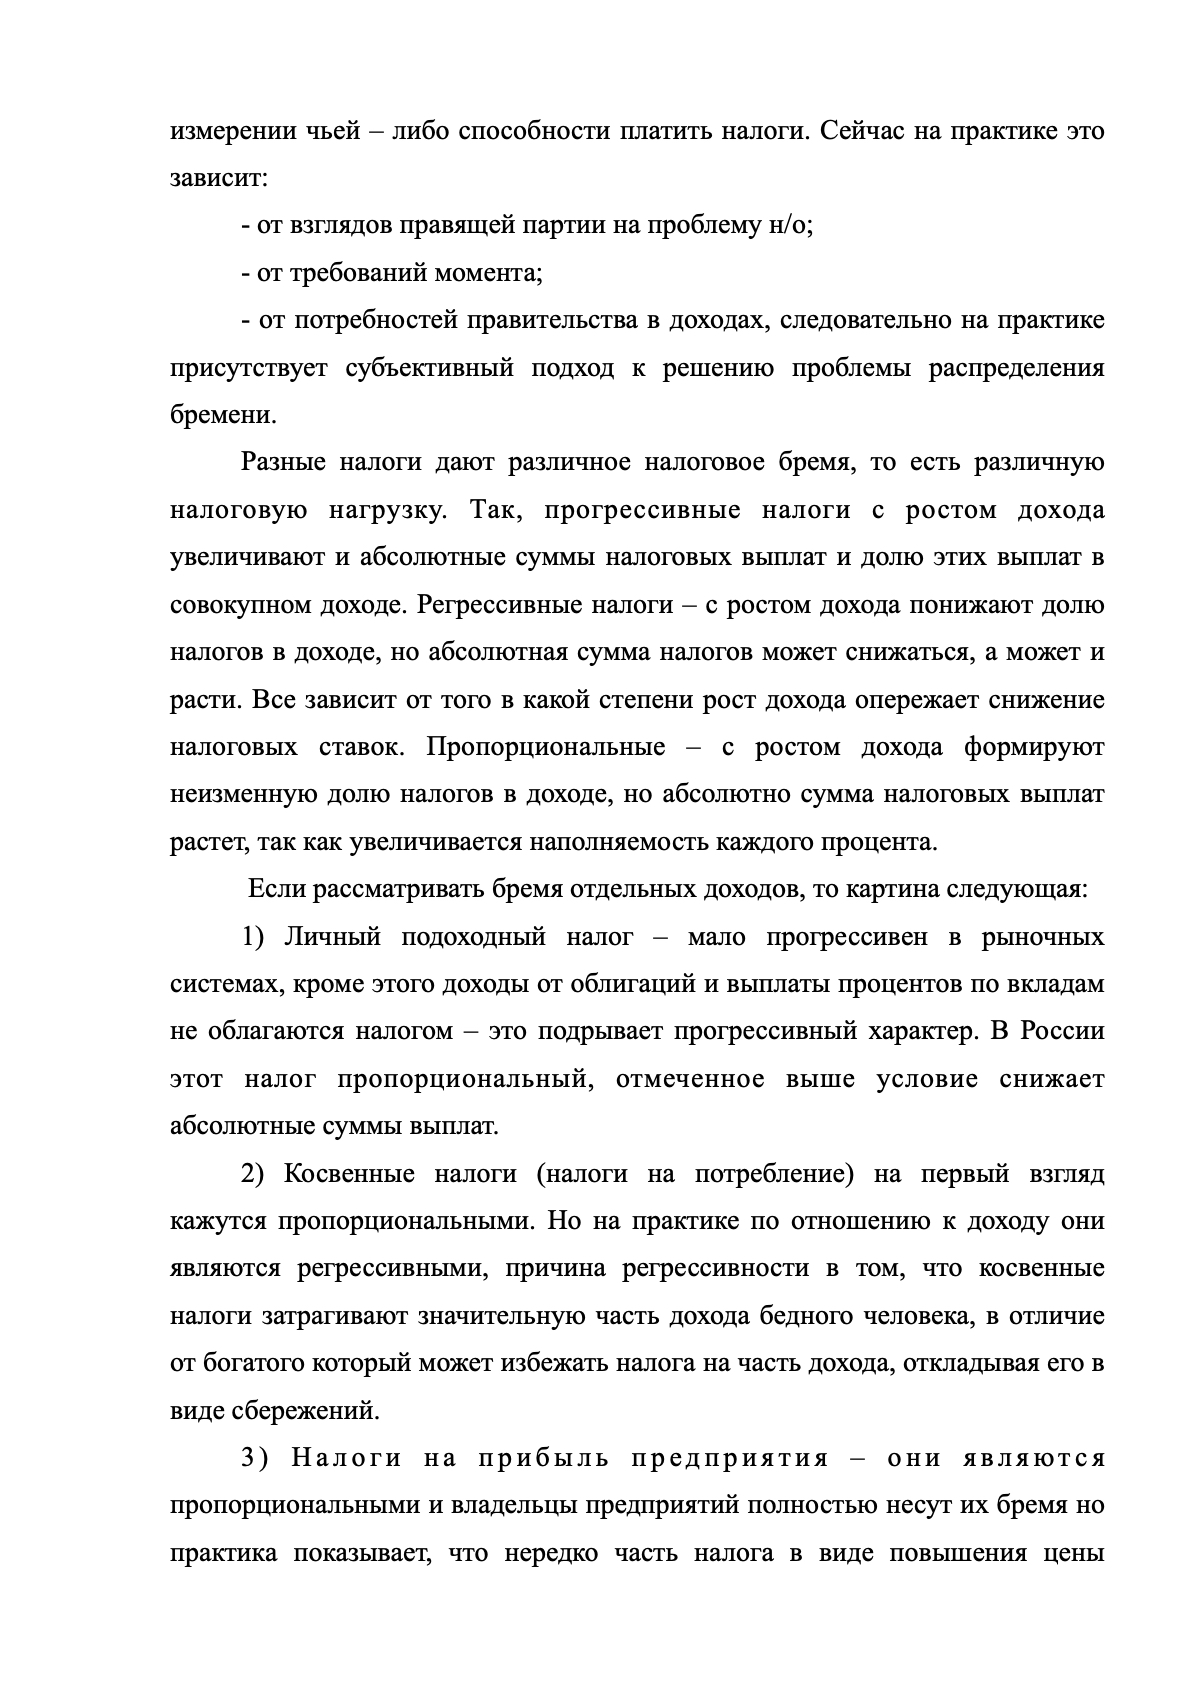 измерении чьей – либо способности платить налоги. Сейчас на практике это
зависит:
- от взглядов правящей партии на проблему н/о;
- от требований момента;
- от потребностей правительства в доходах, следовательно на практике
присутствует субъективный подход к решению проблемы распределения
бремени.
Разные налоги дают различное налоговое бремя, то есть различную
налоговую нагрузку. Так, прогрессивные налоги с ростом дохода
увеличивают и абсолютные суммы налоговых выплат и долю этих выплат в
совокупном доходе. Регрессивные налоги – с ростом дохода понижают долю
налогов в доходе, но абсолютная сумма налогов может снижаться, а может и
расти. Все зависит от того в какой степени рост дохода опережает снижение
налоговых ставок. Пропорциональные – с ростом дохода формируют
неизменную долю налогов в доходе, но абсолютно сумма налоговых выплат
растет, так как увеличивается наполняемость каждого процента.
Если рассматривать бремя отдельных доходов, то картина следующая:
1) Личный подоходный налог – мало прогрессивен в рыночных
системах, кроме этого доходы от облигаций и выплаты процентов по вкладам
не облагаются налогом – это подрывает прогрессивный характер. В России
этот налог пропорциональный, отмеченное выше условие снижает
абсолютные суммы выплат.
2) Косвенные налоги (налоги на потребление) на первый взгляд
кажутся пропорциональными. Но на практике по отношению к доходу они
являются регрессивными, причина регрессивности в том, что косвенные
налоги затрагивают значительную часть дохода бедного человека, в отличие
от богатого который может избежать налога на часть дохода, откладывая его в
виде сбережений.
3) Налоги на прибыль предприятия – они являются
пропорциональными и владельцы предприятий полностью несут их бремя но
практика показывает, что нередко часть налога в виде повышения цены